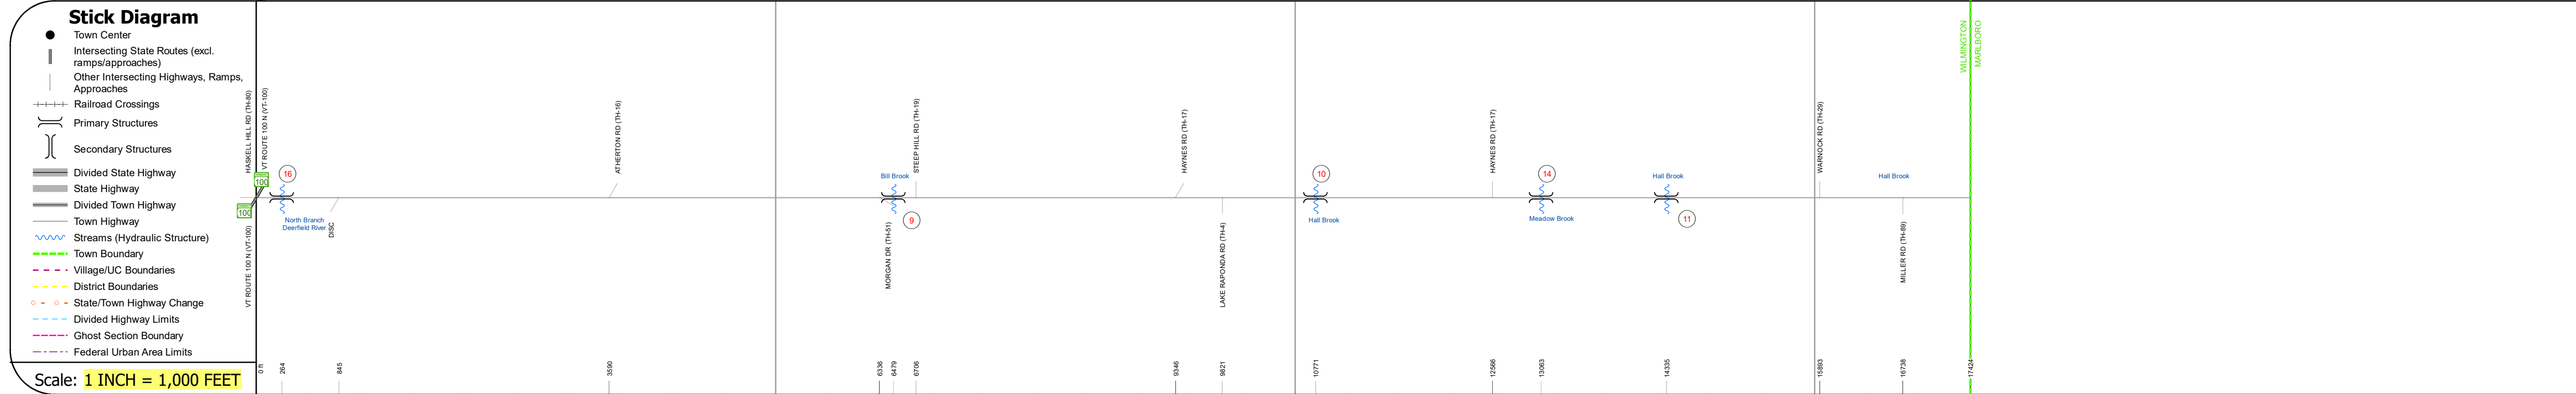 Stick Diagram
Town Center
Intersecting State Routes (excl.
ramps/approaches)
Other Intersecting Highways, Ramps,
Approaches
Railroad Crossings
Primary Structures
Secondary Structures
Divided State Highway
State Highway
Divided Town Highway
Town Highway
Streams (Hydraulic Structure)
Town Boundary
Village/UC Boundaries
District Boundaries
State/Town Highway Change
Divided Highway Limits
Ghost Section Boundary
Federal Urban Area Limits
Scale: 1 INCH = 1,000 FEET
HASKELL HILL RD (TH-80)
VT ROUTE 100 N (VT-100)
100
100
VT ROUTE 100 N (VT-100)
16
North Branch
Deerfield River
DISC
ATHERTON RD (TH-16)
Bill Brook
9
MORGAN DR (TH-51)
STEEP HILL RD (TH-19)
HAYNES RD (TH-17)
LAKE RAPONDA RD (TH-4)
10
Hall Brook
HAYNES RD (TH-17)
14
Meadow Brook
Hall Brook
11
WARNOCK RD (TH-29)
Hall Brook
MILLER RD (TH-89)
WILMINGTON
MARLBORO
0 ft
264
845
3590
6336
6479
6706
9346
9821
10771
12566
13063
14335
15893
16738
17424